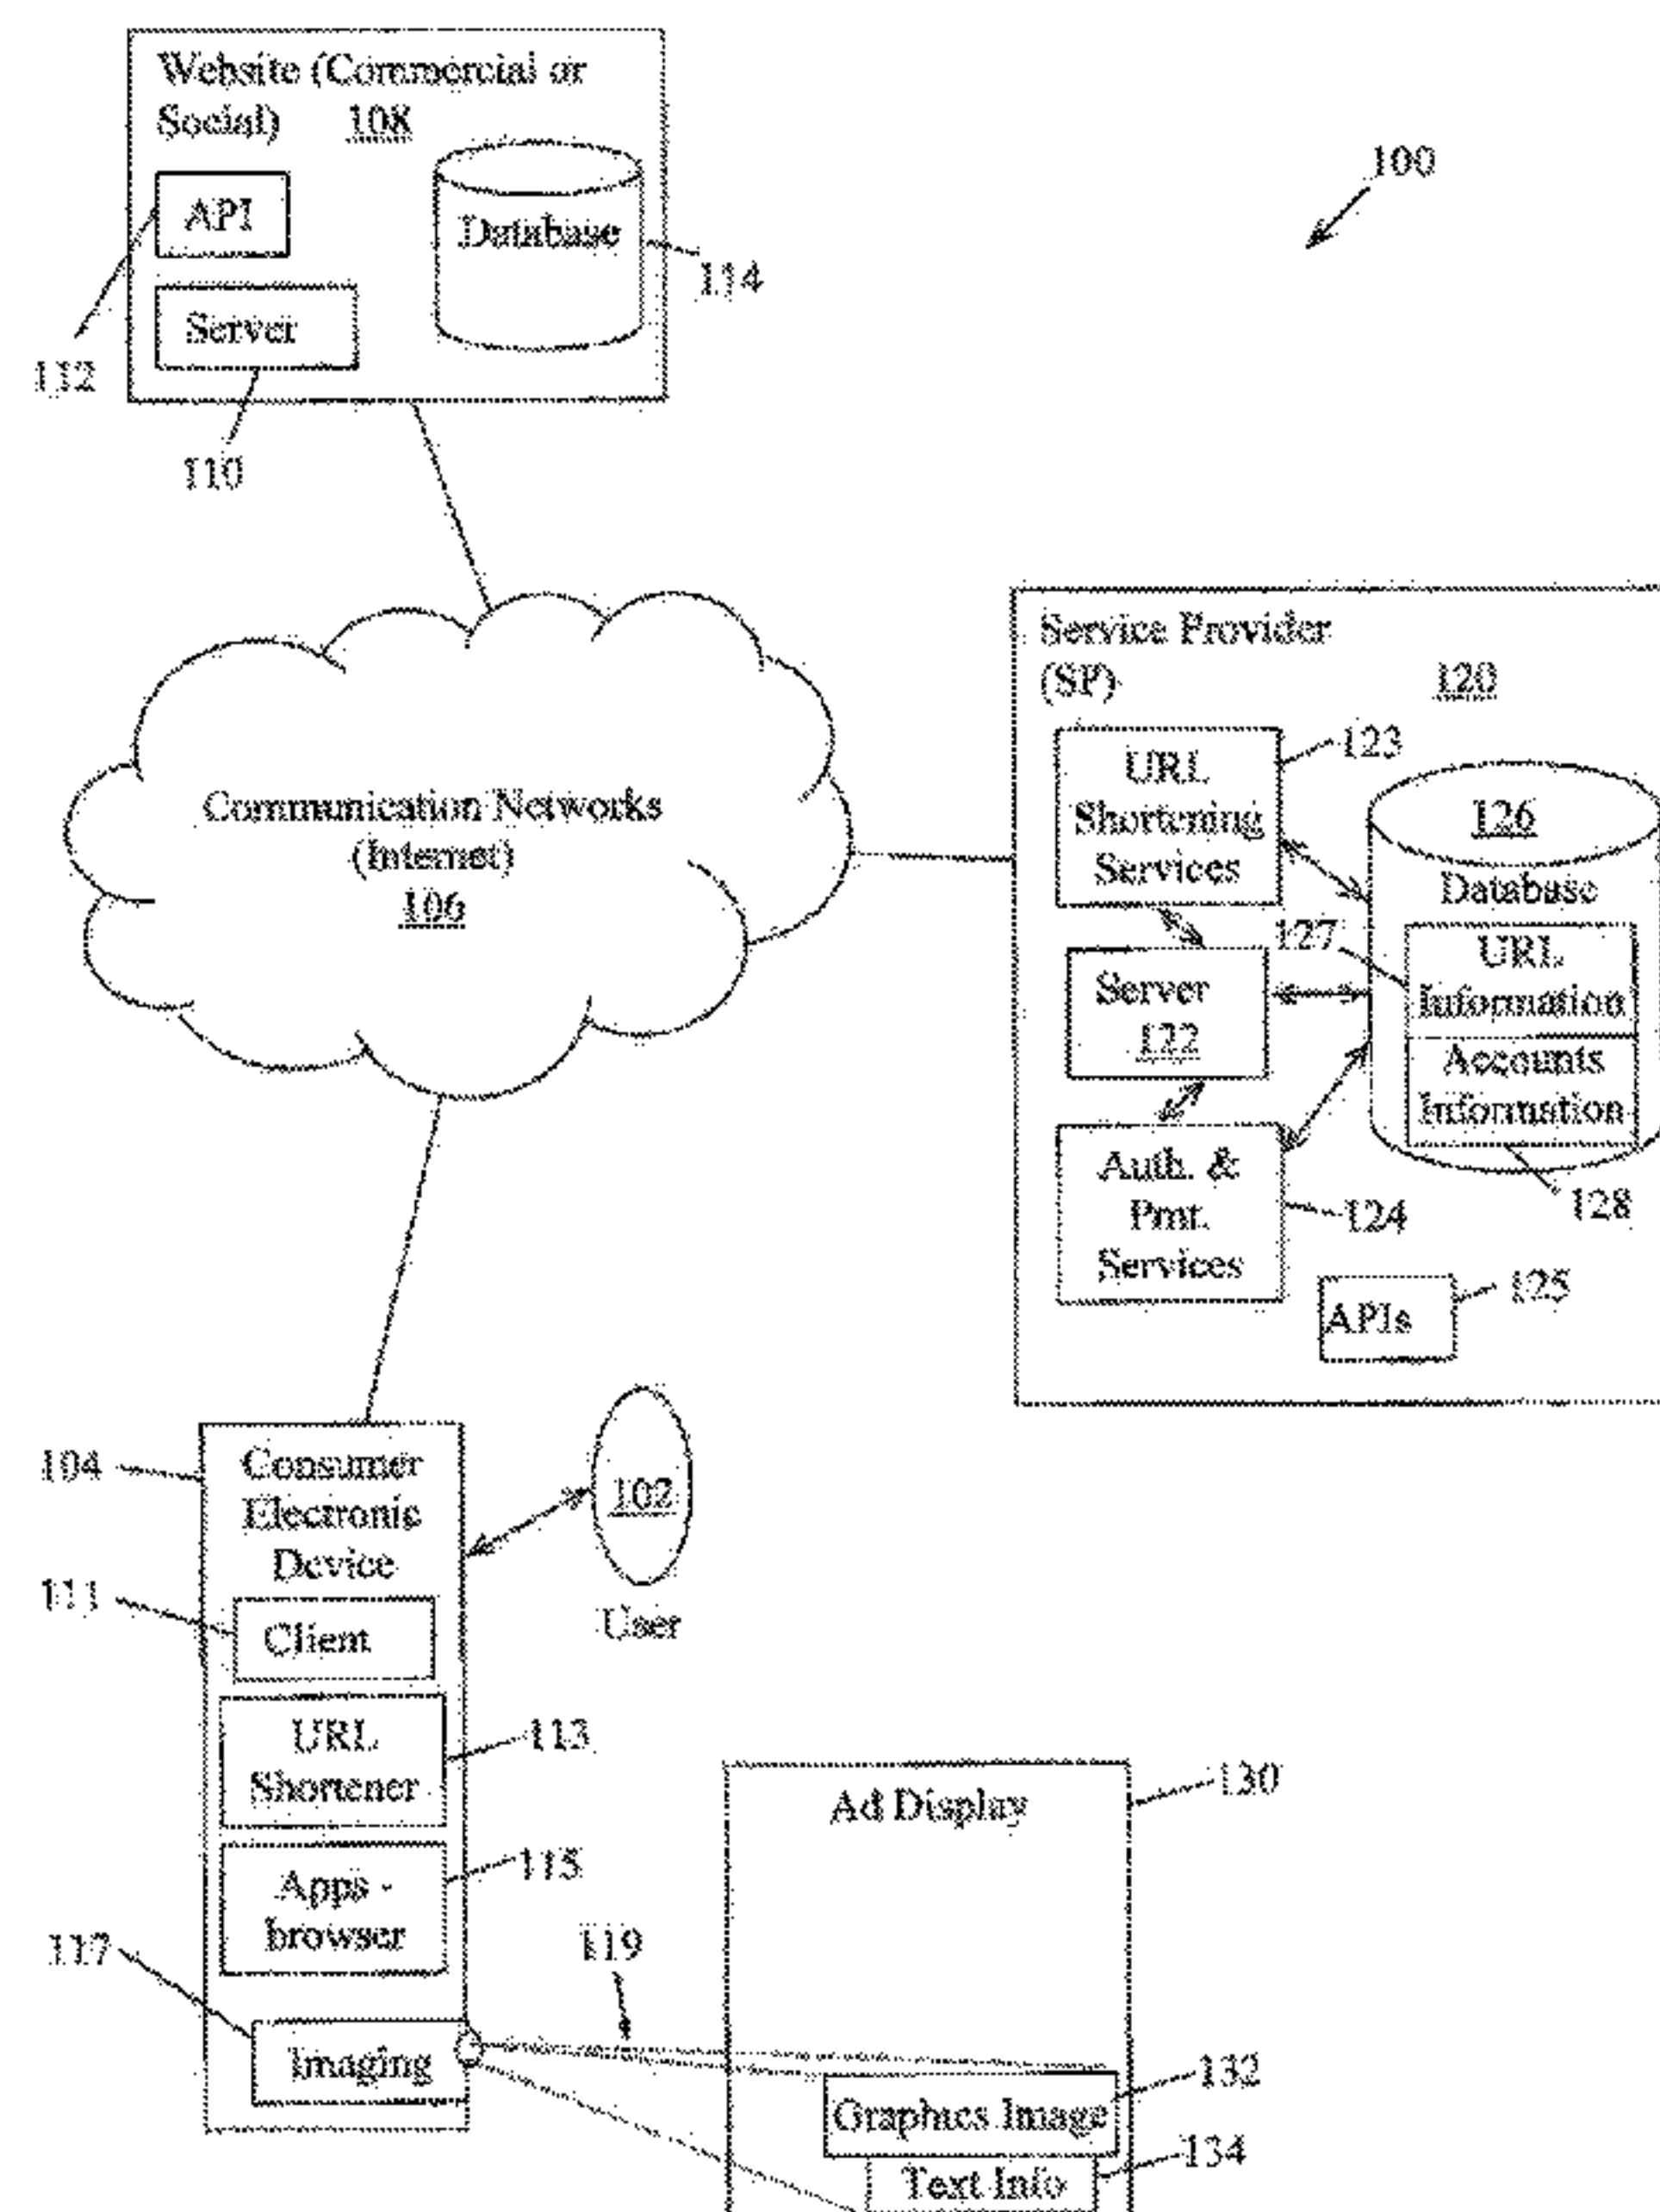 Website (Commercial or
Social) 108
API
Database
Server
112
114
110
100
Communication Networks
(Internet)
106
Service Provider
(SP)
120
URL
Shortening
Services
123
126
Database
127
URL
Information
Server
122
Accounts
Information
128
Auth. &
Pmt.
Services
124
APIs
125
104
Consumer
Electronic
Device
102
User
111
Client
URL
Shortener
113
Apps -
browser
115
117
Imaging
119
Ad Display
130
Graphics Image
132
Text Info
134